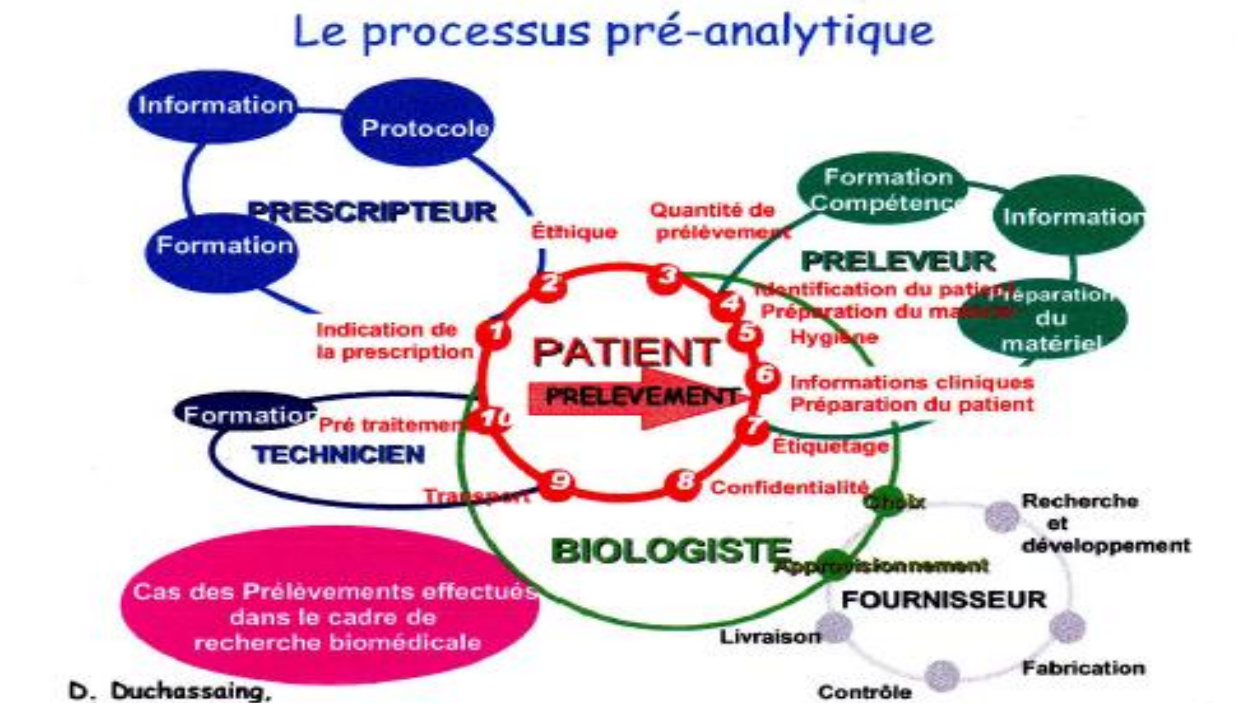 Le processus pré-analytique
Information
Protocole
PRESCRIPTEUR
Formation
Éthique
Quantité de
prélèvement
Formation
Compétence
Information
PRELEVEUR
Identification du patient
Préparation du matériel
Préparation
du
matériel
Hygiène
Indication de
la prescription
1
2
3
4
5
6
7
8
9
10
PATIENT
PRELEVEMENT
Informations cliniques
Préparation du patient
Formation
Pré traitement
TECHNICIEN
Étiquetage
Transport
Confidentialité
Choix
Recherche
et
développement
BIOLOGISTE
Approvisionnement
FOURNISSEUR
Cas des Prélèvements effectués
dans le cadre de
recherche biomédicale
Livraison
Fabrication
Contrôle
D. Duchassaing,